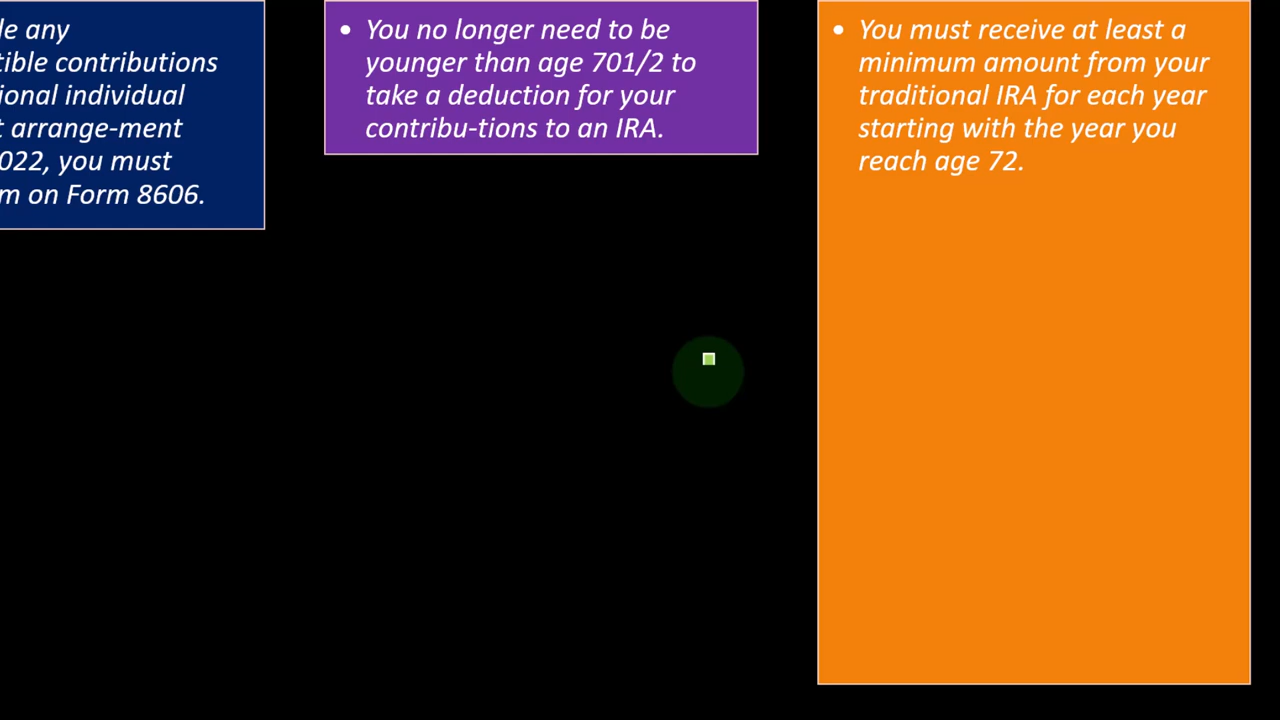 le any
tible contributions
ional individual
t arrange-ment
022, you must
m on Form 8606.
• You no longer need to be
younger than age 701/2 to
take a deduction for your
contribu-tions to an IRA.
• You must receive at least a
minimum amount from your
traditional IRA for each year
starting with the year you
reach age 72.